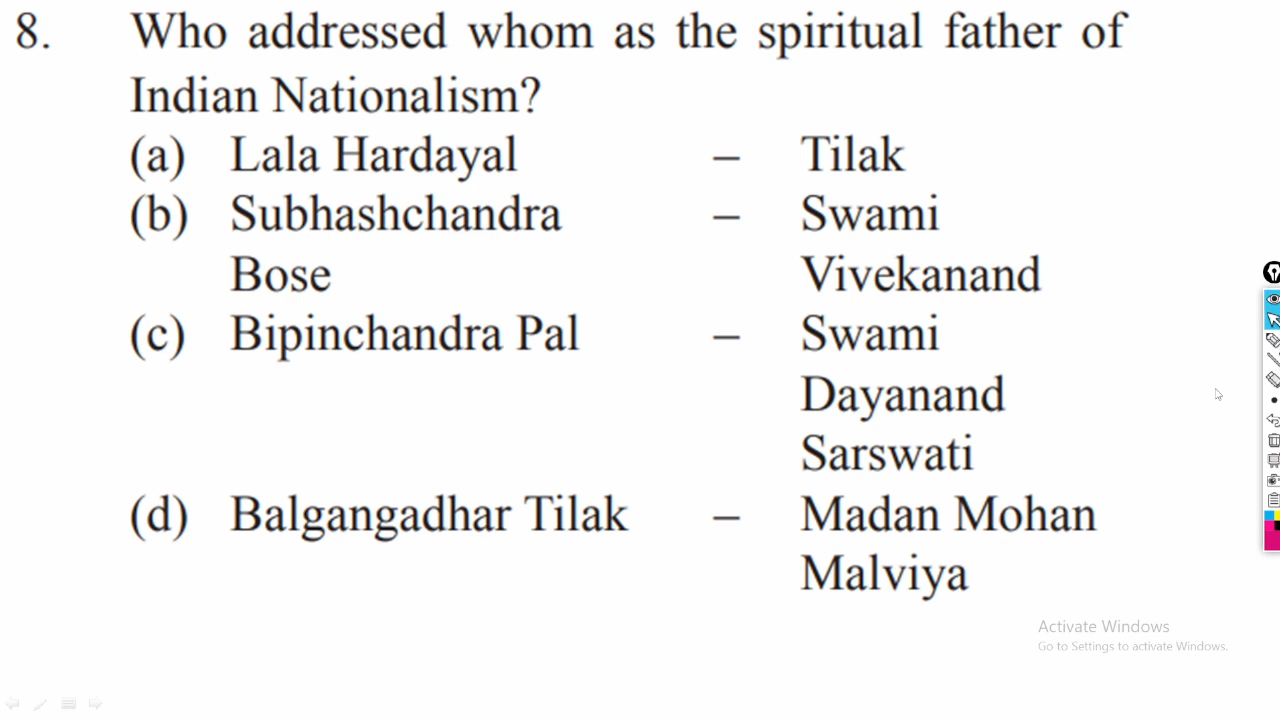 8. Who addressed whom as the spiritual father of
Indian Nationalism?
(a) Lala Hardayal – Tilak
(b) Subhashchandra – Swami
Bose Vivekanand
(c) Bipinchandra Pal – Swami
Dayanand
Sarswati
(d) Balgangadhar Tilak – Madan Mohan
Malviya
Activate Windows
Go to Settings to activate Windows.